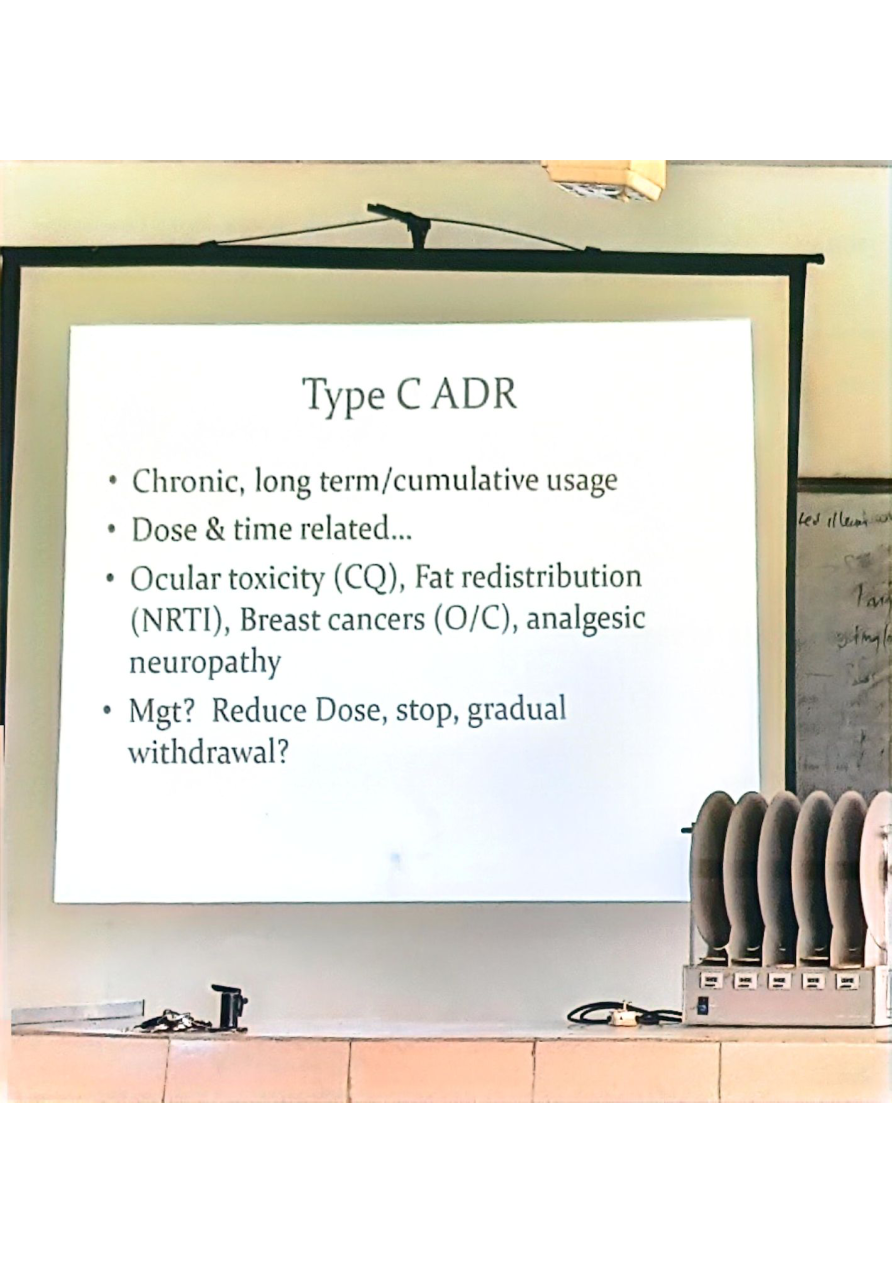 Type C ADR
• Chronic, long term/cumulative usage
• Dose & time related...
• Ocular toxicity (CQ), Fat redistribution
(NRTI), Breast cancers (O/C), analgesic
neuropathy
• Mgt? Reduce Dose, stop, gradual
withdrawal?